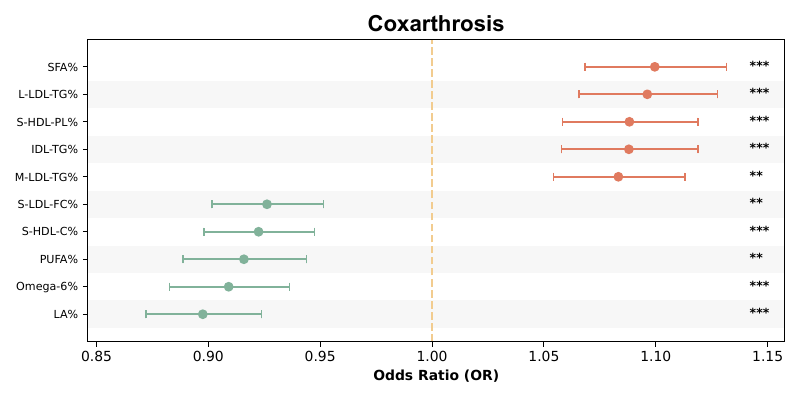 Coxarthrosis
SFA% ***
L-LDL-TG% ***
S-HDL-PL% ***
IDL-TG% ***
M-LDL-TG% **
S-LDL-FC% **
S-HDL-C% ***
PUFA% **
Omega-6% ***
LA% ***
0.85 0.90 0.95 1.00 1.05 1.10 1.15
Odds Ratio (OR)